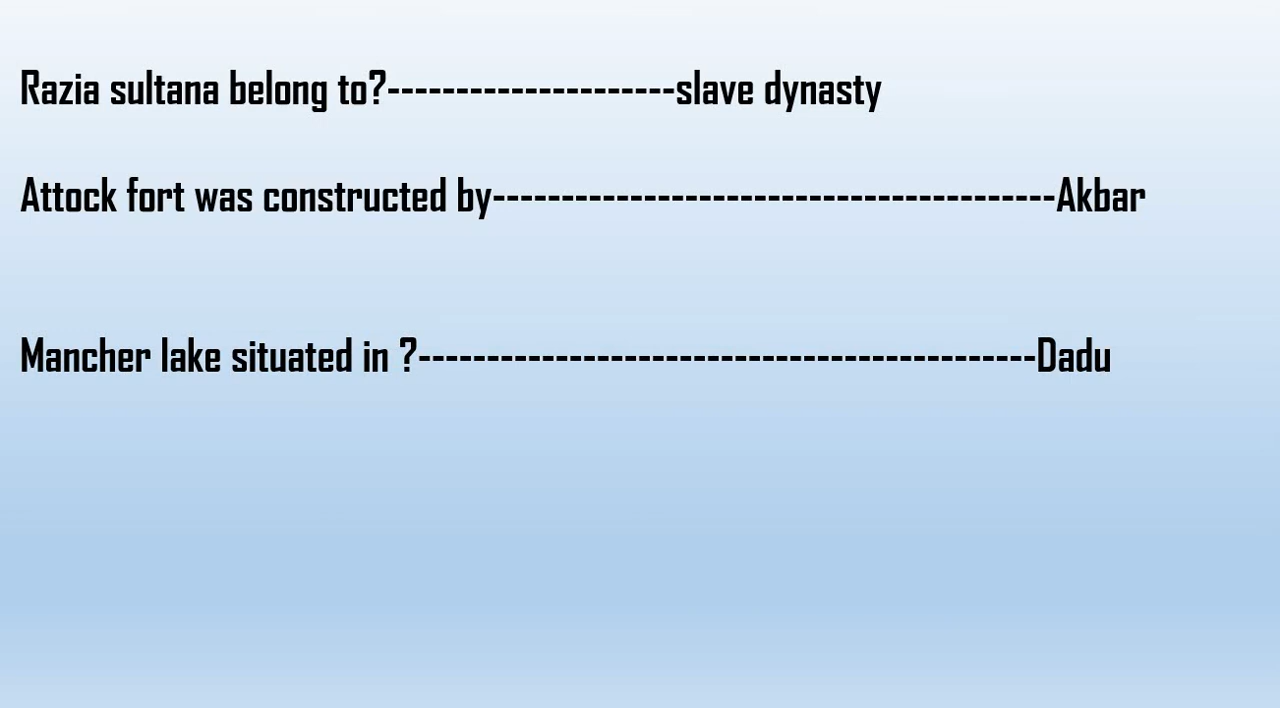 Razia sultana belong to?---------------------slave dynasty
Attock fort was constructed by-----------------------------------------Akbar
Mancher lake situated in ?---------------------------------------------Dadu